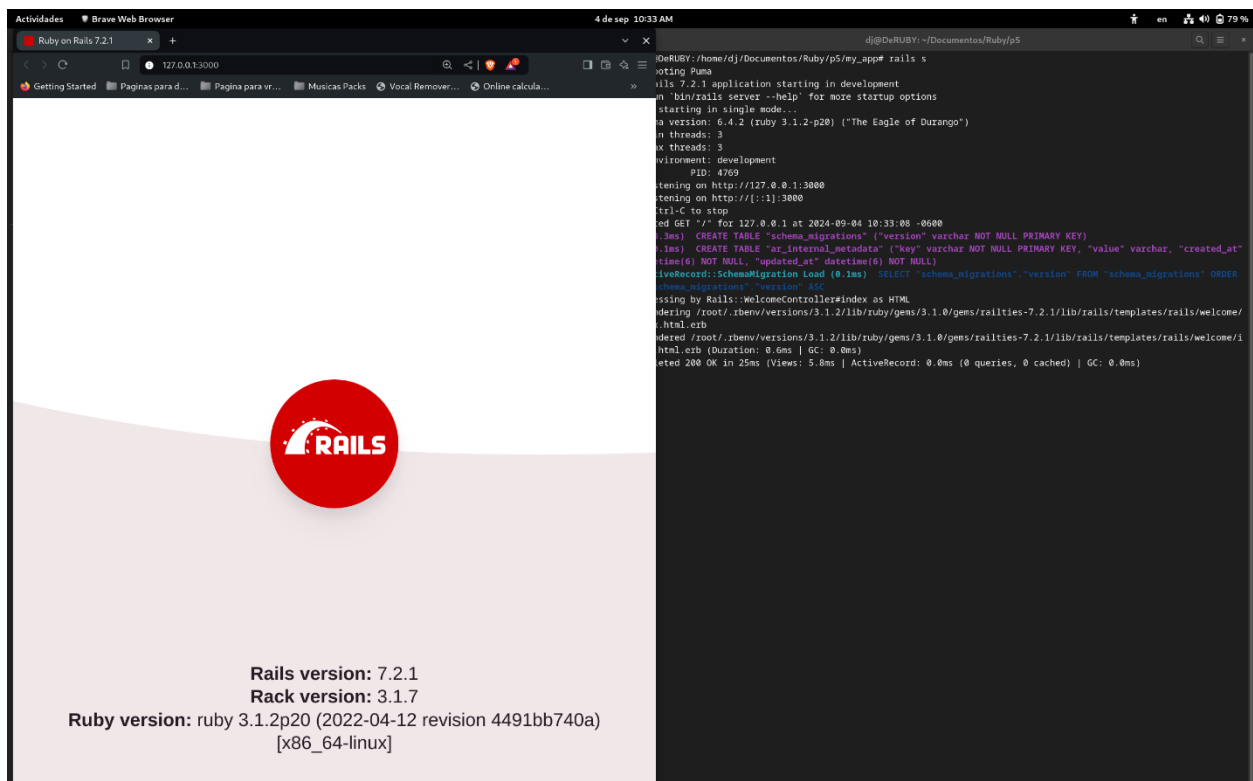 Actividades Brave Web Browser 4 de sep 10:33 AM en 79 %
Ruby on Rails 7.2.1
127.0.0.1:3000
Getting Started Paginas para d... Pagina para vr... Musicas Packs Vocal Remover... Online calcula... »
RAILS
Rails version: 7.2.1
Rack version: 3.1.7
Ruby version: ruby 3.1.2p20 (2022-04-12 revision 4491bb740a)
[x86_64-linux]
dj@DeRUBY: ~/Documentos/Ruby/p5
@DeRUBY:/home/dj/Documentos/Ruby/p5/my_app# rails s
ooting Puma
ils 7.2.1 application starting in development
un `bin/rails server --help` for more startup options
starting in single mode...
ma version: 6.4.2 (ruby 3.1.2-p20) ("The Eagle of Durango")
in threads: 3
ax threads: 3
vironment: development
PID: 4769
stening on http://127.0.0.1:3000
stening on http://[::1]:3000
Ctrl-C to stop
ted GET "/" for 127.0.0.1 at 2024-09-04 10:33:08 -0600
.3ms) CREATE TABLE "schema_migrations" ("version" varchar NOT NULL PRIMARY KEY)
.1ms) CREATE TABLE "ar_internal_metadata" ("key" varchar NOT NULL PRIMARY KEY, "value" varchar, "created_at"
etime(6) NOT NULL, "updated_at" datetime(6) NOT NULL)
tiveRecord::SchemaMigration Load (0.1ms) SELECT "schema_migrations"."version" FROM "schema_migrations" ORDER
schema_migrations"."version" ASC
essing by Rails::WelcomeController#index as HTML
dering /root/.rbenv/versions/3.1.2/lib/ruby/gems/3.1.0/gems/railties-7.2.1/lib/rails/templates/rails/welcome/
x.html.erb
dered /root/.rbenv/versions/3.1.2/lib/ruby/gems/3.1.0/gems/railties-7.2.1/lib/rails/templates/rails/welcome/i
.html.erb (Duration: 0.6ms | GC: 0.0ms)
leted 200 OK in 25ms (Views: 5.8ms | ActiveRecord: 0.0ms (0 queries, 0 cached) | GC: 0.0ms)